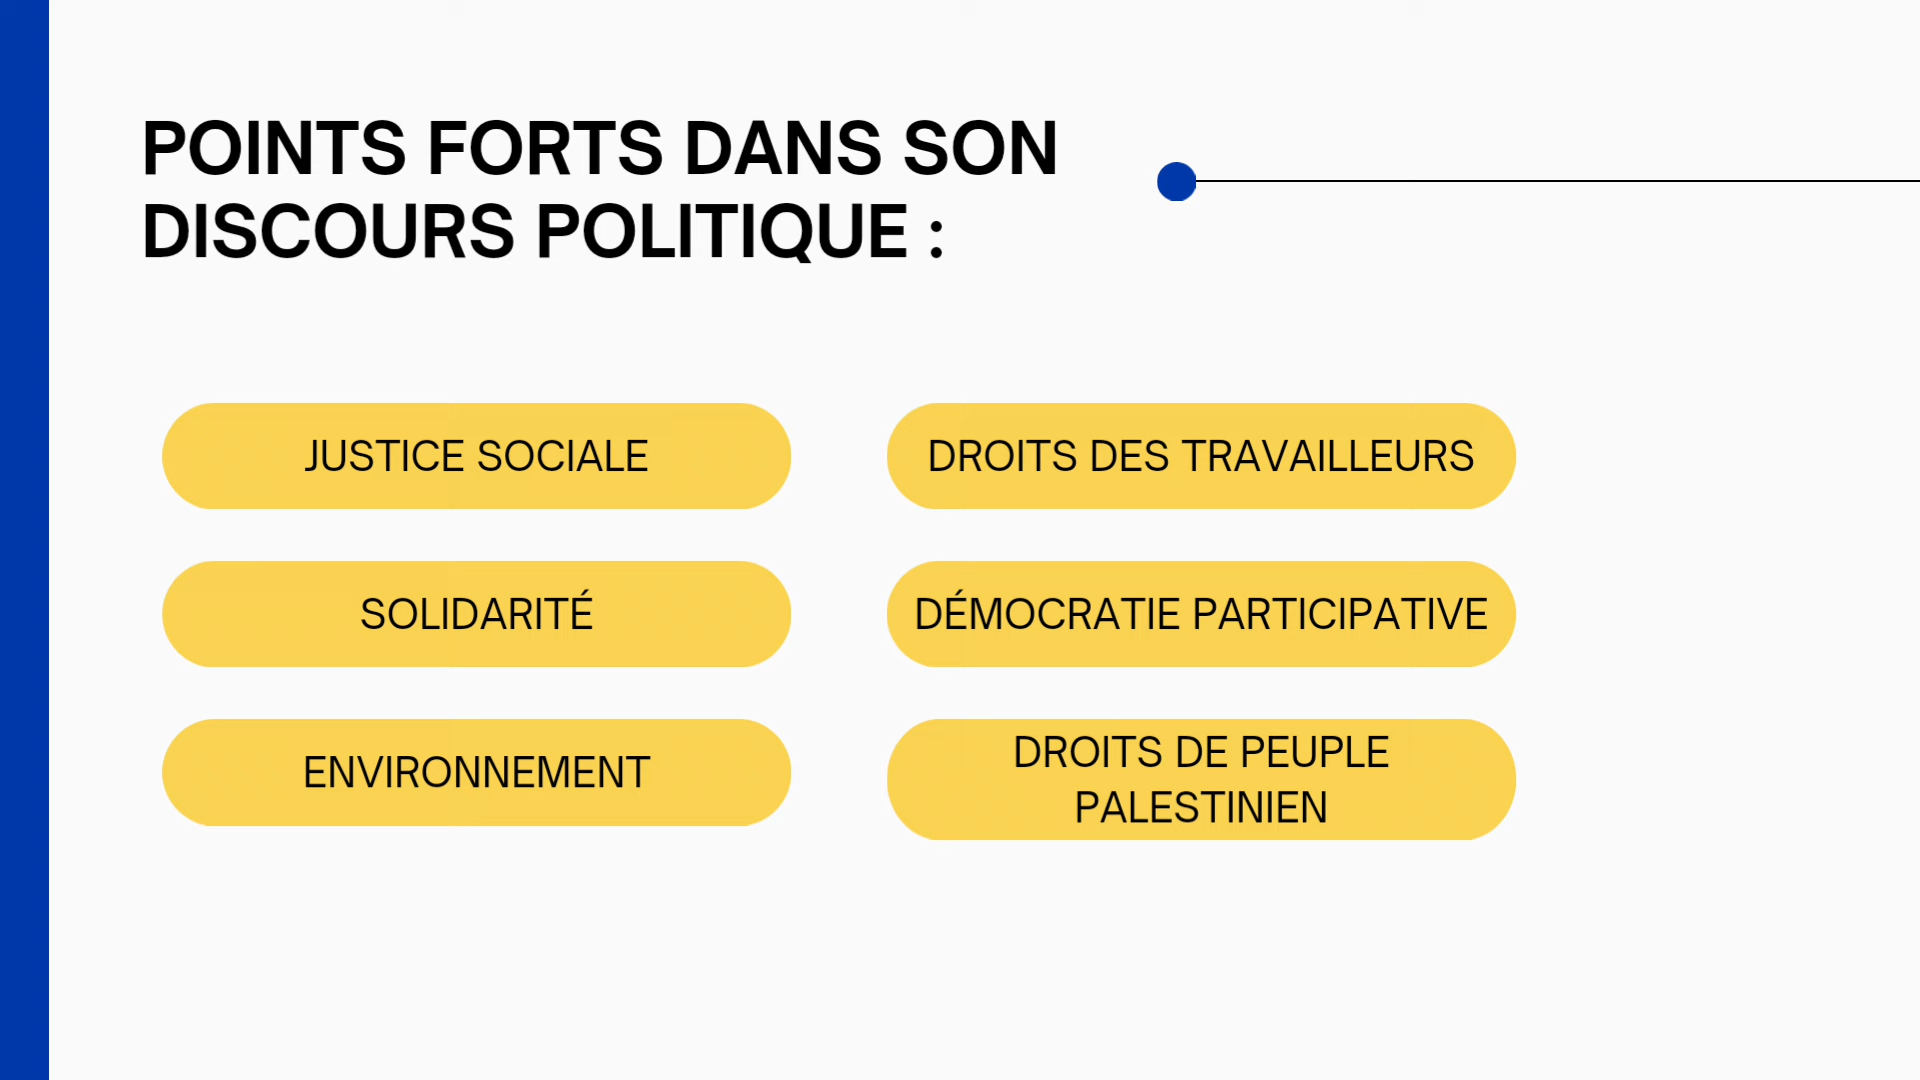 POINTS FORTS DANS SON
DISCOURS POLITIQUE :
JUSTICE SOCIALE
DROITS DES TRAVAILLEURS
SOLIDARITÉ
DÉMOCRATIE PARTICIPATIVE
ENVIRONNEMENT
DROITS DE PEUPLE
PALESTINIEN